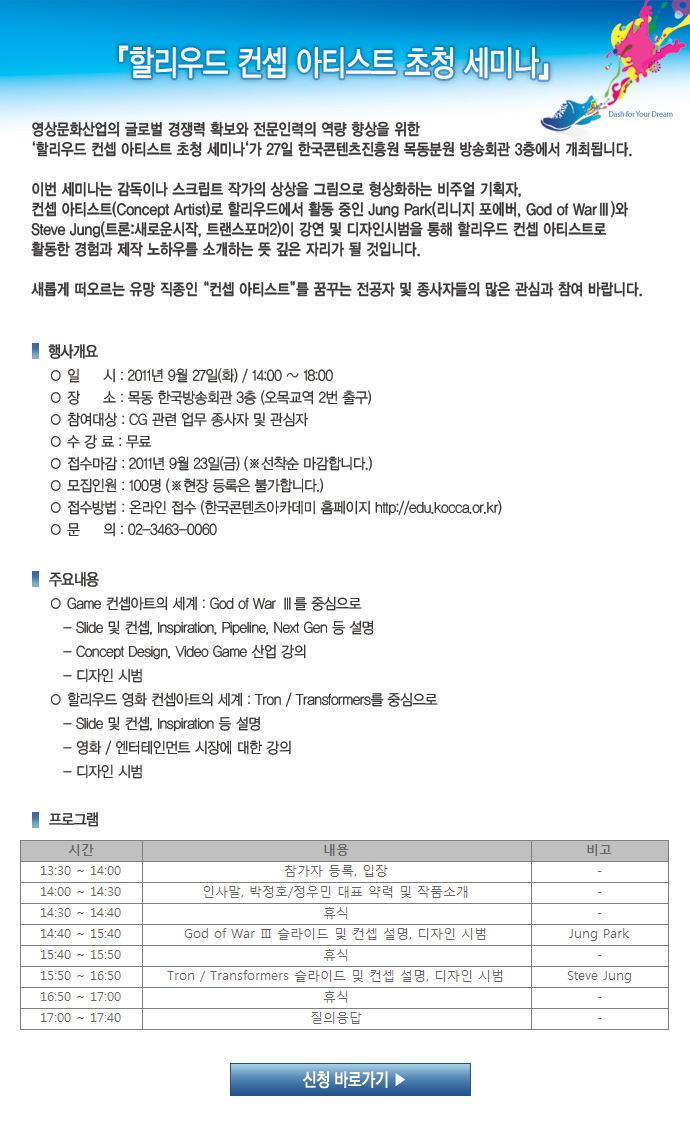 『할리우드 컨셉 아티스트 초청 세미나』
Dash for Your Dream
영상문화산업의 글로벌 경쟁력 확보와 전문인력의 역량 향상을 위한
‘할리우드 컨셉 아티스트 초청 세미나‘가 27일 한국콘텐츠진흥원 목동분원 방송회관 3층에서 개최됩니다.
이번 세미나는 감독이나 스크립트 작가의 상상을 그림으로 형상화하는 비주얼 기획자,
컨셉 아티스트(Concept Artist)로 할리우드에서 활동 중인 Jung Park(리니지 포에버, God of WarⅢ)와
Steve Jung(트론:새로운시작, 트랜스포머2)이 강연 및 디자인시범을 통해 할리우드 컨셉 아티스트로
활동한 경험과 제작 노하우를 소개하는 뜻 깊은 자리가 될 것입니다.
새롭게 떠오르는 유망 직종인 “컨셉 아티스트”를 꿈꾸는 전공자 및 종사자들의 많은 관심과 참여 바랍니다.
행사개요
O 일 시 : 2011년 9월 27일(화) / 14:00 ~ 18:00
O 장 소 : 목동 한국방송회관 3층 (오목교역 2번 출구)
O 참여대상 : CG 관련 업무 종사자 및 관심자
O 수 강 료 : 무료
O 접수마감 : 2011년 9월 23일(금) (※선착순 마감합니다.)
O 모집인원 : 100명 (※현장 등록은 불가합니다.)
O 접수방법 : 온라인 접수 (한국콘텐츠아카데미 홈페이지 http://edu.kocca.or.kr)
O 문 의 : 02-3463-0060
주요내용
O Game 컨셉아트의 세계 : God of War Ⅲ를 중심으로
- Slide 및 컨셉, Inspiration, Pipeline, Next Gen 등 설명
- Concept Design, Video Game 산업 강의
- 디자인 시범
O 할리우드 영화 컨셉아트의 세계 : Tron / Transformers를 중심으로
- Slide 및 컨셉, Inspiration 등 설명
- 영화 / 엔터테인먼트 시장에 대한 강의
- 디자인 시범
프로그램
시간 내용 비고
13:30 ~ 14:00 참가자 등록, 입장 -
14:00 ~ 14:30 인사말, 박정호/정우민 대표 약력 및 작품소개 -
14:30 ~ 14:40 휴식 -
14:40 ~ 15:40 God of War Ⅲ 슬라이드 및 컨셉 설명, 디자인 시범 Jung Park
15:40 ~ 15:50 휴식 -
15:50 ~ 16:50 Tron / Transformers 슬라이드 및 컨셉 설명, 디자인 시범 Steve Jung
16:50 ~ 17:00 휴식 -
17:00 ~ 17:40 질의응답 -
신청 바로가기 ▶